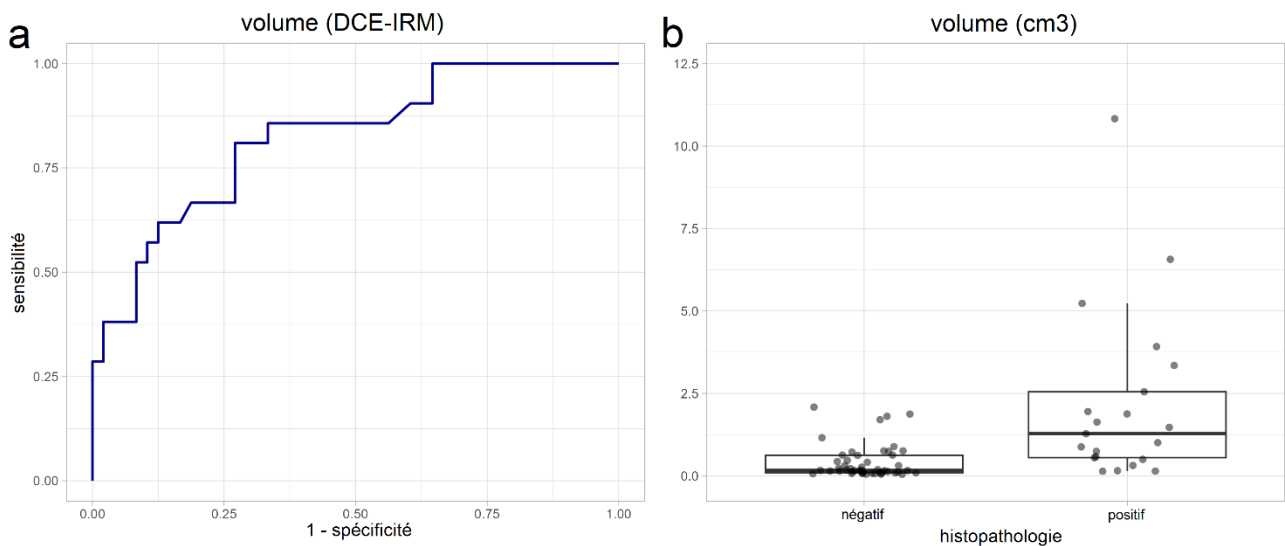 a
volume (DCE-IRM)
sensibilité
1.00
0.75
0.50
0.25
0.00
0.00 0.25 0.50 0.75 1.00
1 - spécificité
b
volume (cm3)
12.5
10.0
7.5
5.0
2.5
0.0
négatif positif
histopathologie